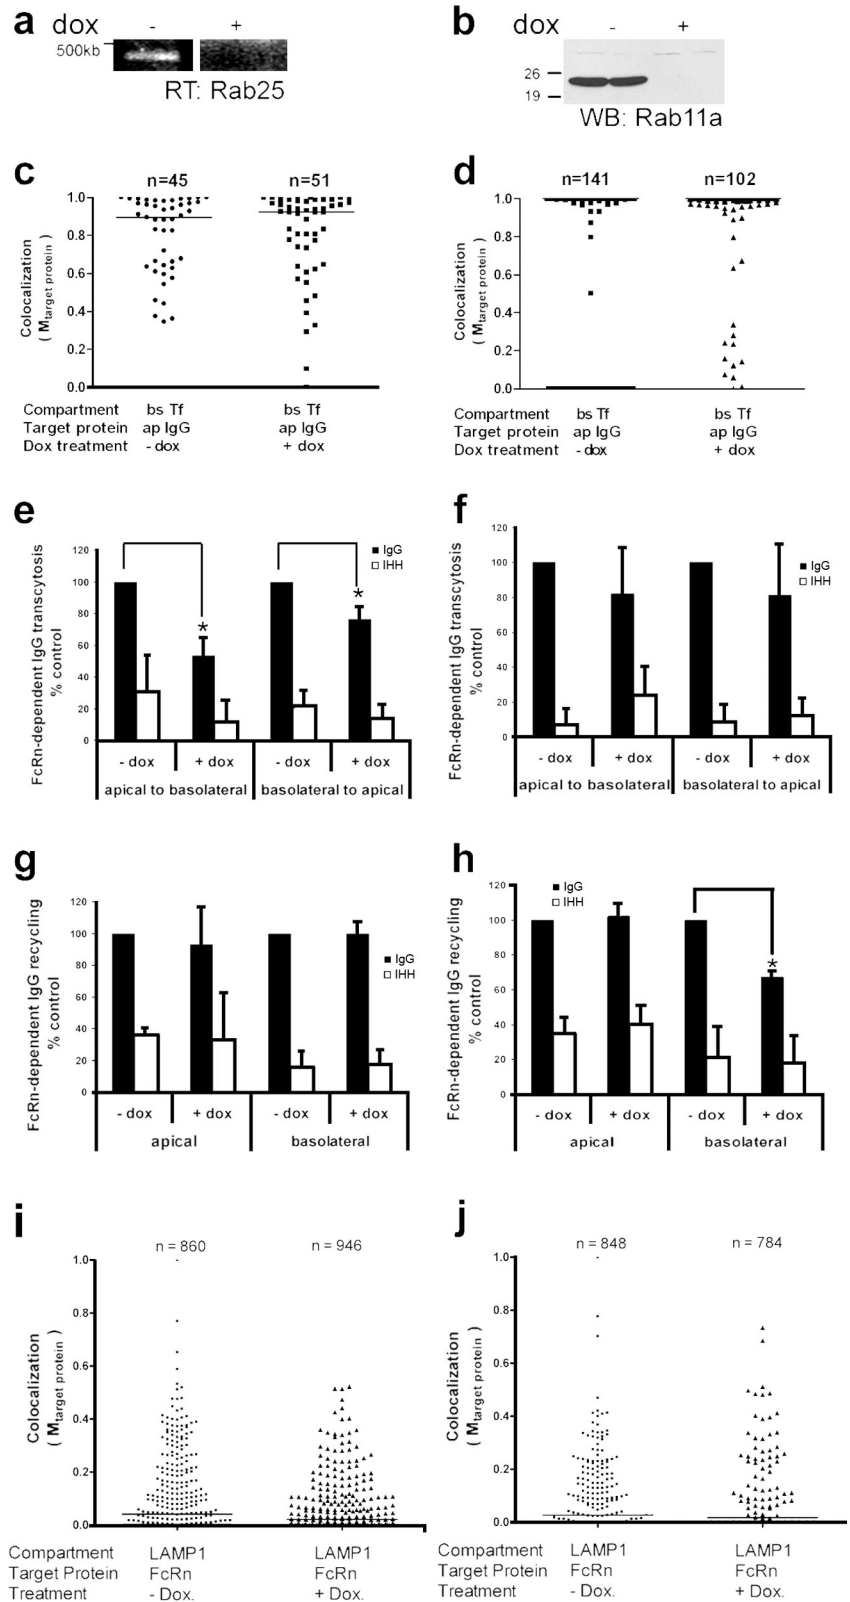 a
dox - +
500kb
RT: Rab25
b
dox - +
26
19
WB: Rab11a
c
n=45 n=51
1.0
0.8
0.6
0.4
0.2
0.0
Colocalization
( Mtarget protein )
Compartment bs Tf bs Tf
Target protein ap IgG ap IgG
Dox treatment - dox + dox
d
n=141 n=102
1.0
0.8
0.6
0.4
0.2
0.0
Colocalization
( Mtarget protein )
Compartment bs Tf bs Tf
Target protein ap IgG ap IgG
Dox treatment - dox + dox
e
FcRn-dependent IgG transcytosis
% control
120
100
80
60
40
20
0
IgG
IHH
* *
- dox + dox - dox + dox
apical to basolateral basolateral to apical
f
FcRn-dependent IgG transcytosis
% control
120
100
80
60
40
20
0
IgG
IHH
- dox + dox - dox + dox
apical to basolateral basolateral to apical
g
FcRn-dependent IgG recycling
% control
120
100
80
60
40
20
0
IgG
IHH
- dox + dox - dox + dox
apical basolateral
h
FcRn-dependent IgG recycling
% control
120
100
80
60
40
20
0
IgG
IHH
*
- dox + dox - dox + dox
apical basolateral
i
n = 860 n = 946
1.0
0.8
0.6
0.4
0.2
0.0
Colocalization
( Mtarget protein )
Compartment LAMP1 LAMP1
Target Protein FcRn FcRn
Treatment - Dox. + Dox.
j
n = 848 n = 784
1.0
0.8
0.6
0.4
0.2
0.0
Colocalization
( Mtarget protein )
Compartment LAMP1 LAMP1
Target Protein FcRn FcRn
Treatment - Dox. + Dox.